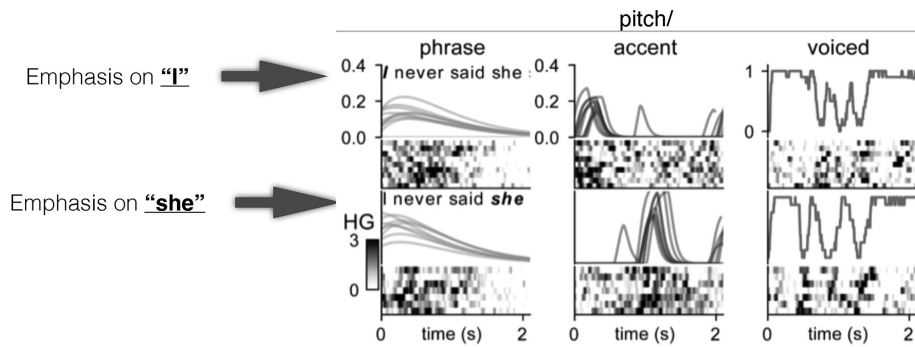 pitch/
phrase
accent
voiced
Emphasis on “I”
0.4
0.2
0.0
I never said she
0.4
0.2
0.0
1
0
Emphasis on “she”
I never said she
HG
3
0
0
2
time (s)
0
2
time (s)
0
2
time (s)